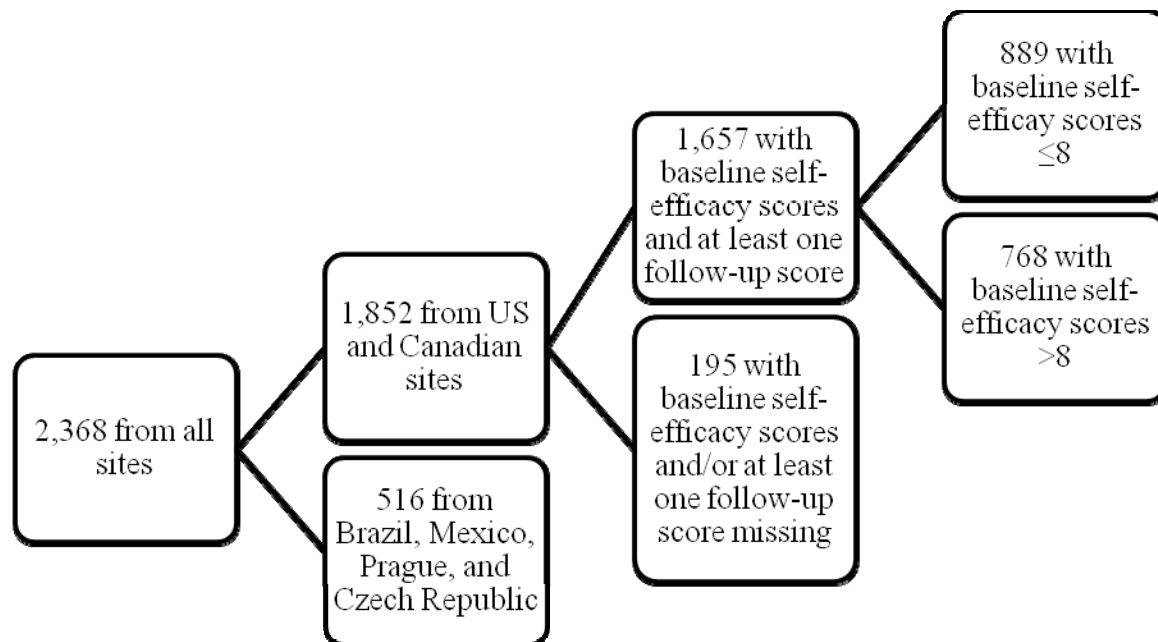 2,368 from all
sites
1,852 from US
and Canadian
sites
516 from
Brazil, Mexico,
Prague, and
Czech Republic
1,657 with
baseline self-
efficacy scores
and at least one
follow-up score
195 with
baseline self-
efficacy scores
and/or at least
one follow-up
score missing
889 with
baseline self-
efficay scores
≤8
768 with
baseline self-
efficacy scores
>8